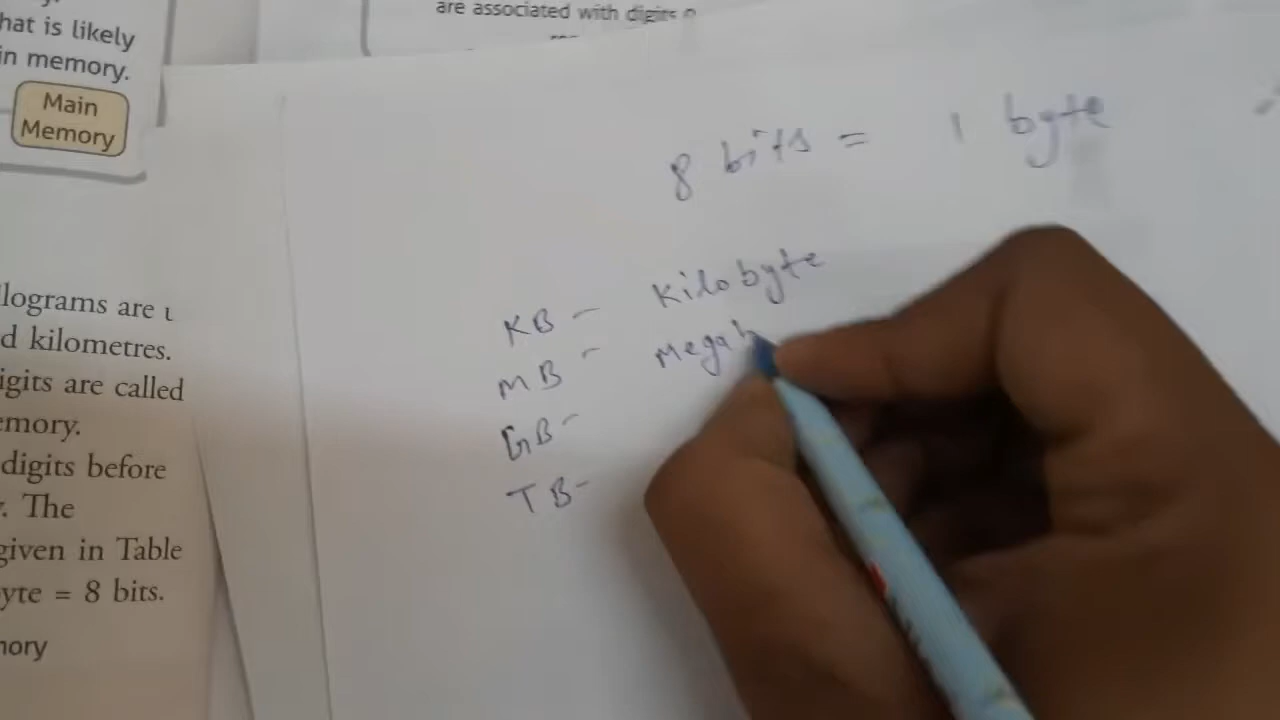 hat is likely
in memory.
Main
Memory
are associated with digits
8 bits = 1 byte
KB - Kilobyte
MB - Megab
GB-
TB-
lograms are
d kilometres.
igits are called
emory.
digits before
. The
given in Table
yte = 8 bits.
nory